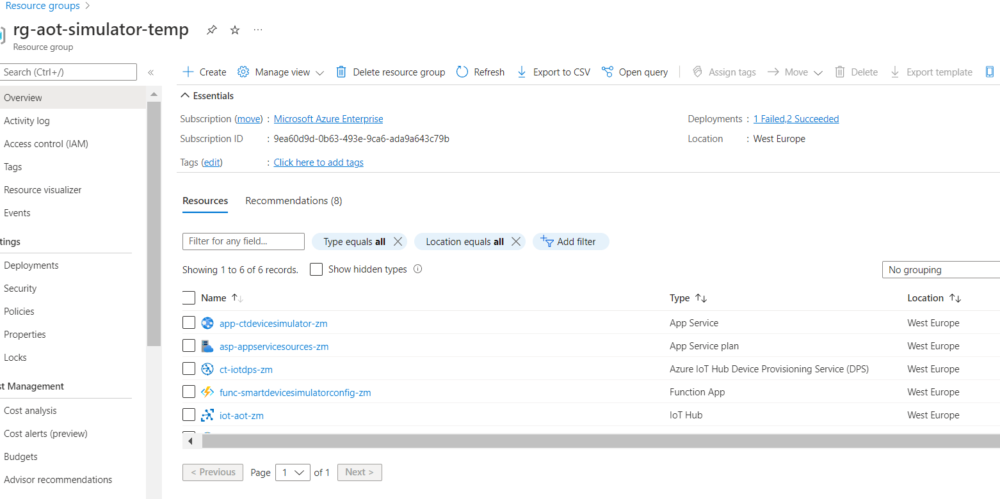 Resource groups >
rg-aot-simulator-temp ...
Resource group
Search (Ctrl+/) «
Create Manage view Delete resource group Refresh Export to CSV Open query Assign tags Move Delete Export template
Overview
Activity log
Access control (IAM)
Tags
Resource visualizer
Events
tings
Deployments
Security
Policies
Properties
Locks
st Management
Cost analysis
Cost alerts (preview)
Budgets
Advisor recommendations
Essentials
Subscription (move) : Microsoft Azure Enterprise
Subscription ID : 9ea60d9d-0b63-493e-9ca6-ada9a643c79b
Tags (edit) : Click here to add tags
Deployments : 1 Failed,2 Succeeded
Location : West Europe
Resources Recommendations (8)
Filter for any field... Type equals all Location equals all Add filter
Showing 1 to 6 of 6 records. Show hidden types No grouping
Name Type Location
app-ctdevicesimulator-zm App Service West Europe
asp-appservicesources-zm App Service plan West Europe
ct-iotdps-zm Azure IoT Hub Device Provisioning Service (DPS) West Europe
func-smartdevicesimulatorconfig-zm Function App West Europe
iot-aot-zm IoT Hub West Europe
< Previous Page 1 of 1 Next >